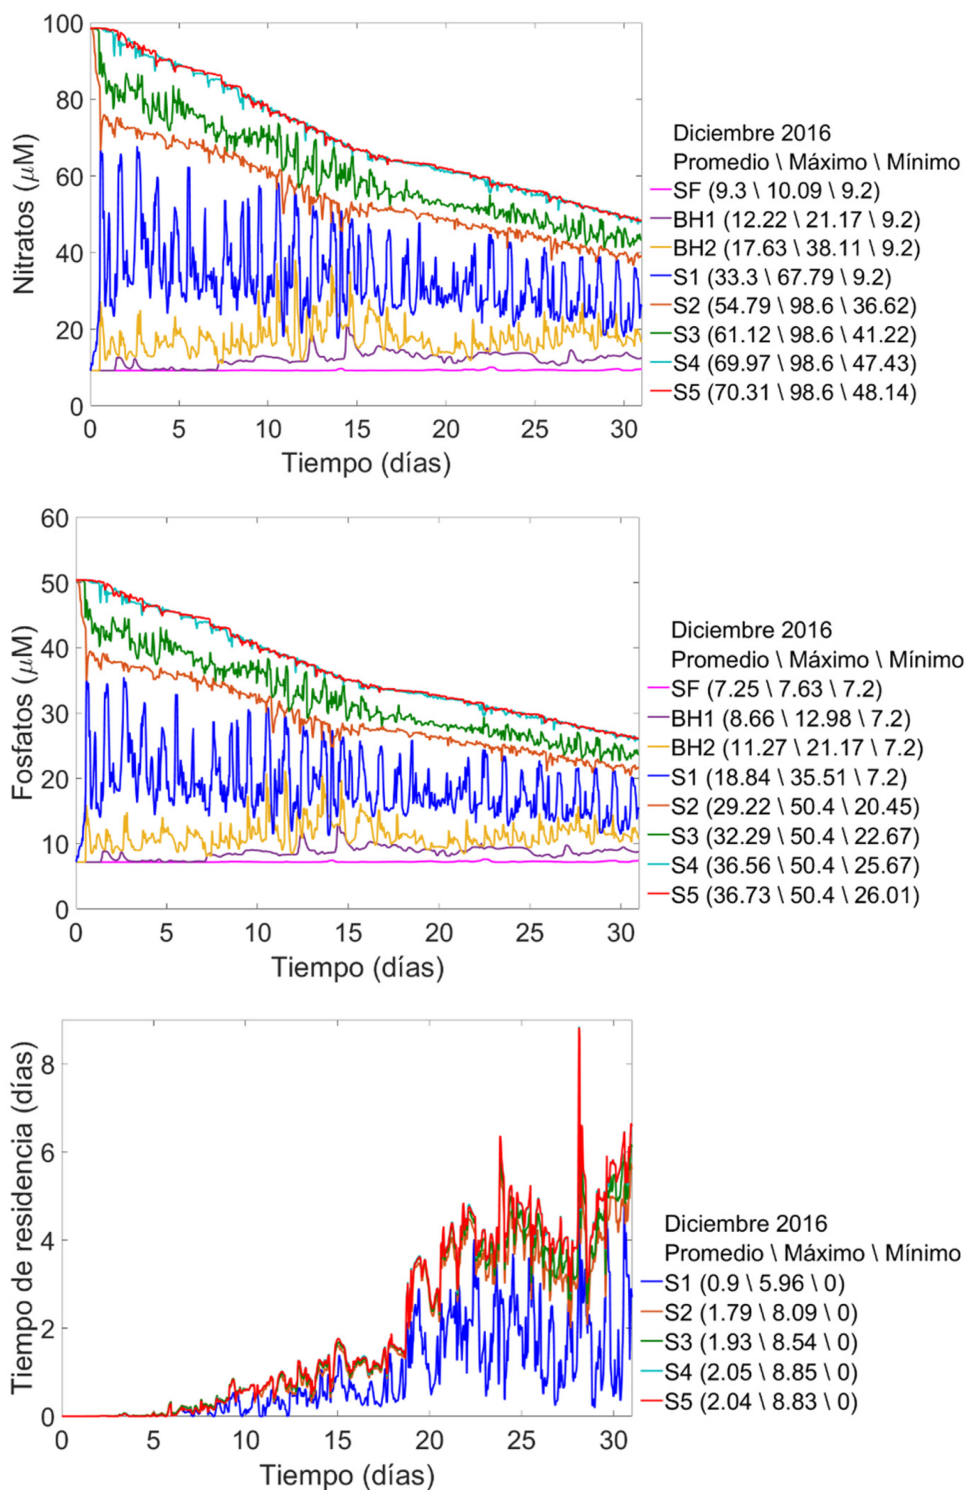 100
80
60
40
20
0
Nitratos (μM)
0 5 10 15 20 25 30
Tiempo (días)
Diciembre 2016
Promedio \ Máximo \ Mínimo
SF (9.3 \ 10.09 \ 9.2)
BH1 (12.22 \ 21.17 \ 9.2)
BH2 (17.63 \ 38.11 \ 9.2)
S1 (33.3 \ 67.79 \ 9.2)
S2 (54.79 \ 98.6 \ 36.62)
S3 (61.12 \ 98.6 \ 41.22)
S4 (69.97 \ 98.6 \ 47.43)
S5 (70.31 \ 98.6 \ 48.14)
60
50
40
30
20
10
0
Fosfatos (μM)
0 5 10 15 20 25 30
Tiempo (días)
Diciembre 2016
Promedio \ Máximo \ Mínimo
SF (7.25 \ 7.63 \ 7.2)
BH1 (8.66 \ 12.98 \ 7.2)
BH2 (11.27 \ 21.17 \ 7.2)
S1 (18.84 \ 35.51 \ 7.2)
S2 (29.22 \ 50.4 \ 20.45)
S3 (32.29 \ 50.4 \ 22.67)
S4 (36.56 \ 50.4 \ 25.67)
S5 (36.73 \ 50.4 \ 26.01)
8
6
4
2
0
Tiempo de residencia (días)
0 5 10 15 20 25 30
Tiempo (días)
Diciembre 2016
Promedio \ Máximo \ Mínimo
S1 (0.9 \ 5.96 \ 0)
S2 (1.79 \ 8.09 \ 0)
S3 (1.93 \ 8.54 \ 0)
S4 (2.05 \ 8.85 \ 0)
S5 (2.04 \ 8.83 \ 0)